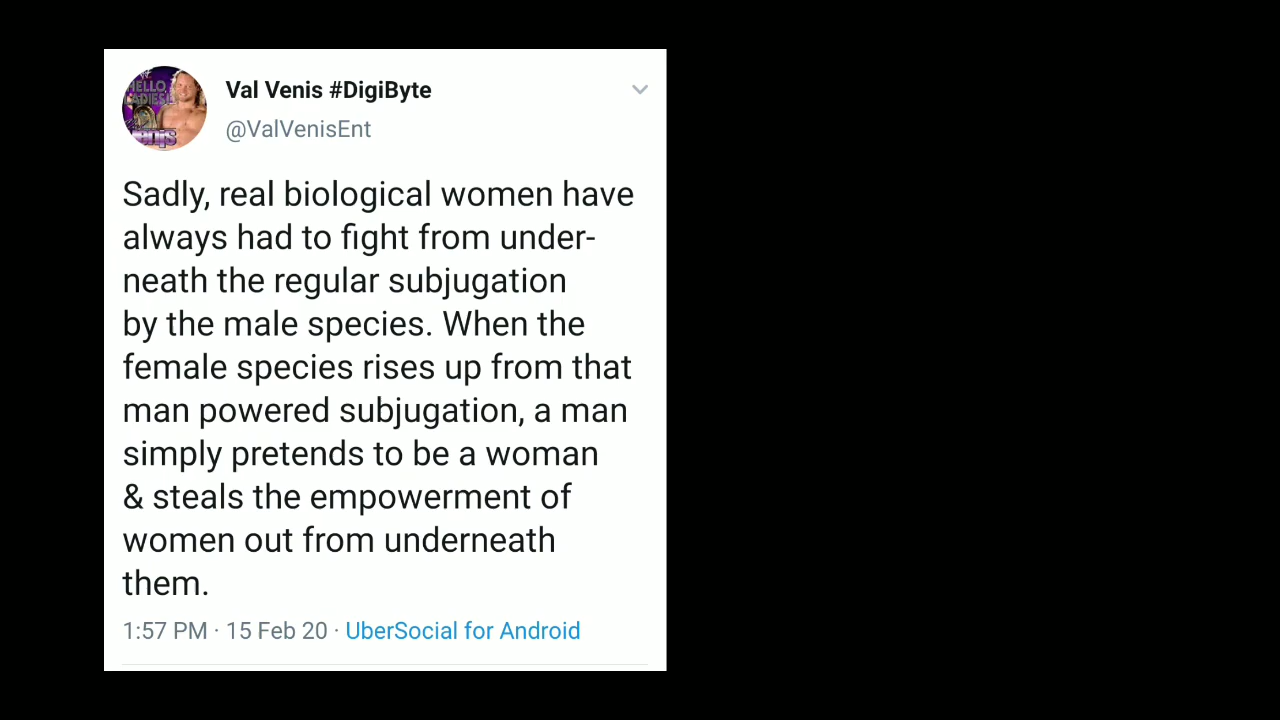 HELLO,
LADIES!
Venis
Val Venis #DigiByte
@ValVenisEnt
Sadly, real biological women have
always had to fight from under-
neath the regular subjugation
by the male species. When the
female species rises up from that
man powered subjugation, a man
simply pretends to be a woman
& steals the empowerment of
women out from underneath
them.
1:57 PM · 15 Feb 20 · UberSocial for Android